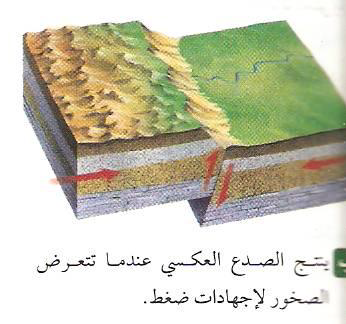 ينتج الصدع العكسي عندما تتعرض
الصخور لإجهادات ضغط.